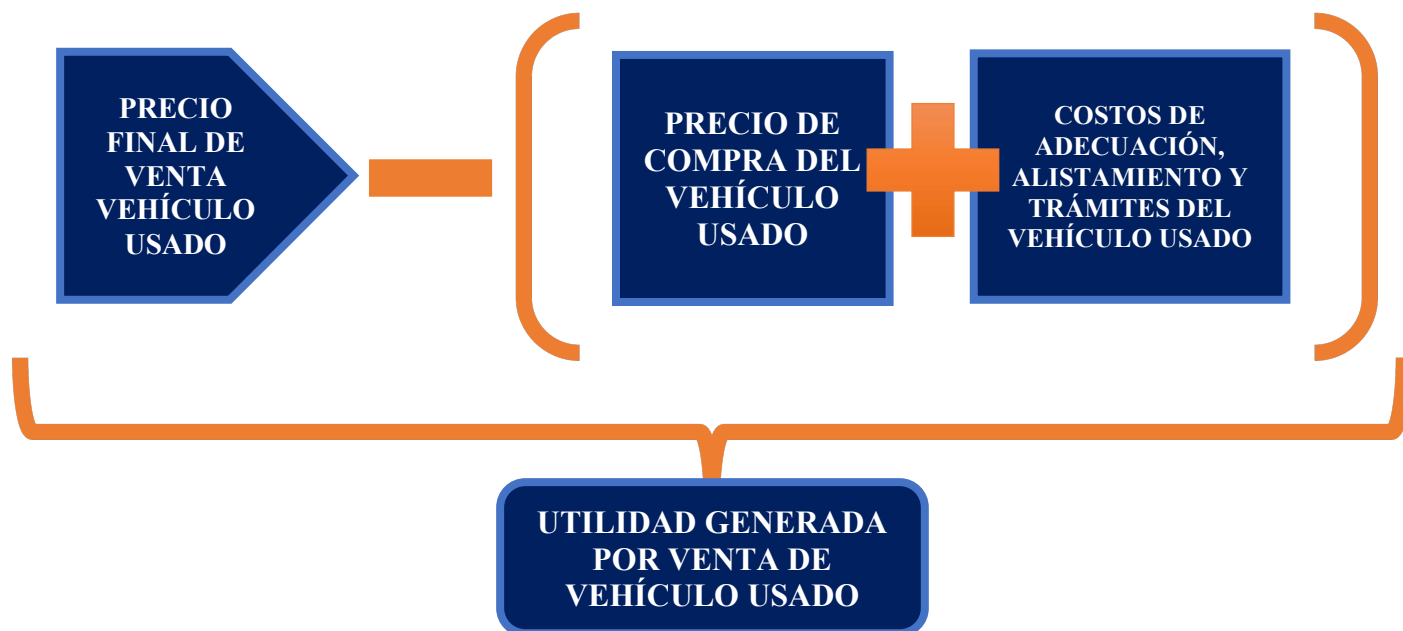 PRECIO
FINAL DE
VENTA
VEHÍCULO
USADO
PRECIO DE
COMPRA DEL
VEHÍCULO
USADO
COSTOS DE
ADECUACIÓN,
ALISTAMIENTO Y
TRÁMITES DEL
VEHÍCULO USADO
UTILIDAD GENERADA
POR VENTA DE
VEHÍCULO USADO